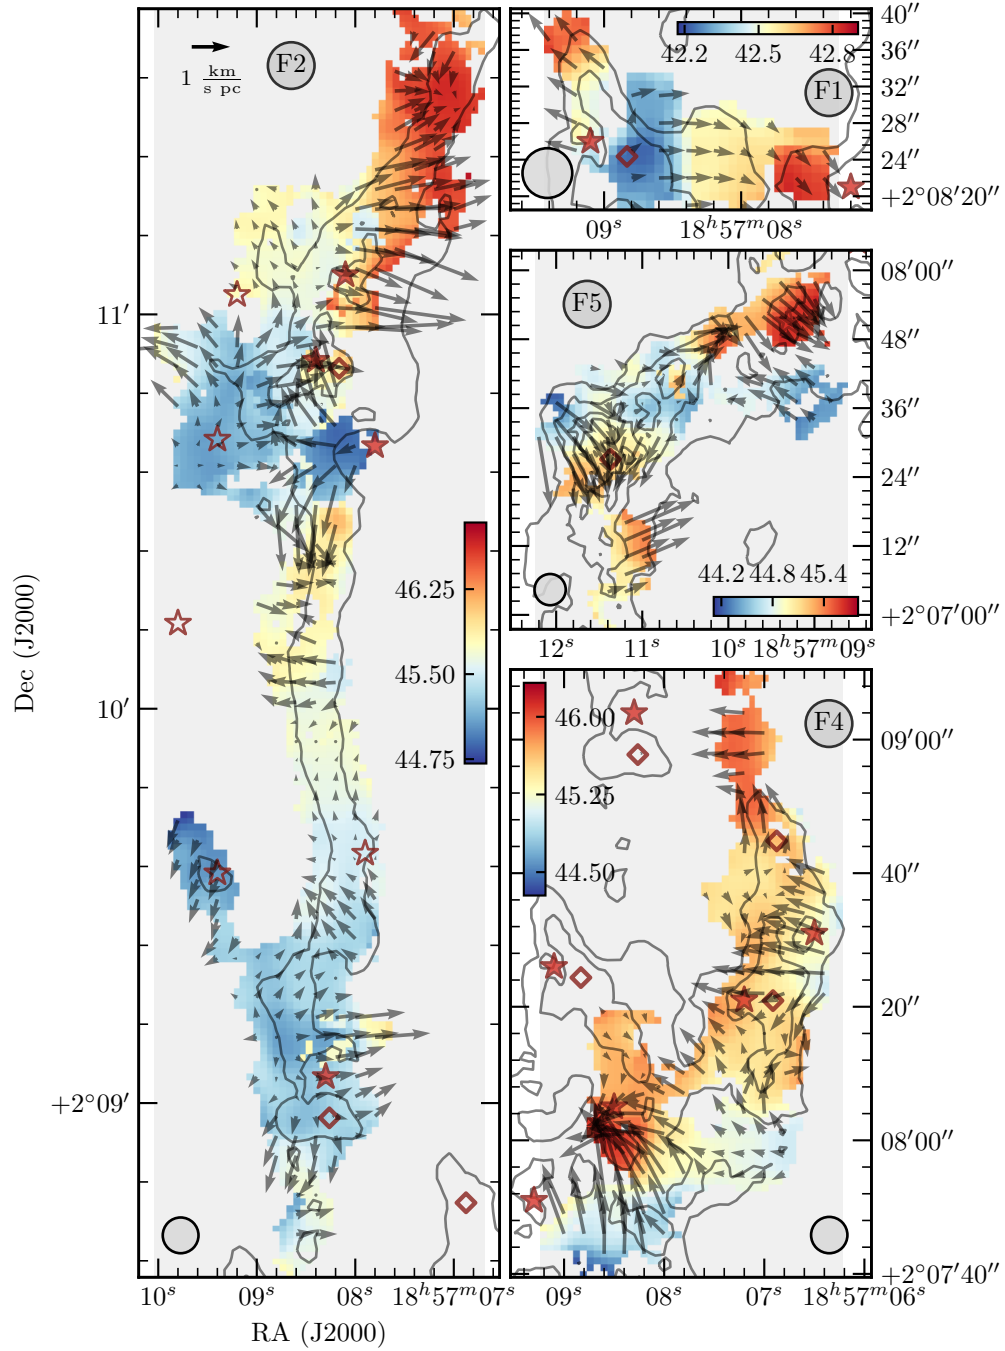 F2
1 km/s pc
11′
10′
+2°09′
Dec (J2000)
46.25
45.50
44.75
10ˢ 09ˢ 08ˢ 18ʰ57ᵐ07ˢ
RA (J2000)
42.2 42.5 42.8
F1
40″
36″
32″
28″
24″
+2°08′20″
09ˢ 18ʰ57ᵐ08ˢ
F5
08′00″
48″
36″
24″
12″
+2°07′00″
44.2 44.8 45.4
12ˢ 11ˢ 10ˢ 18ʰ57ᵐ09ˢ
F4
46.00
45.25
44.50
09′00″
40″
20″
08′00″
+2°07′40″
09ˢ 08ˢ 07ˢ 18ʰ57ᵐ06ˢ